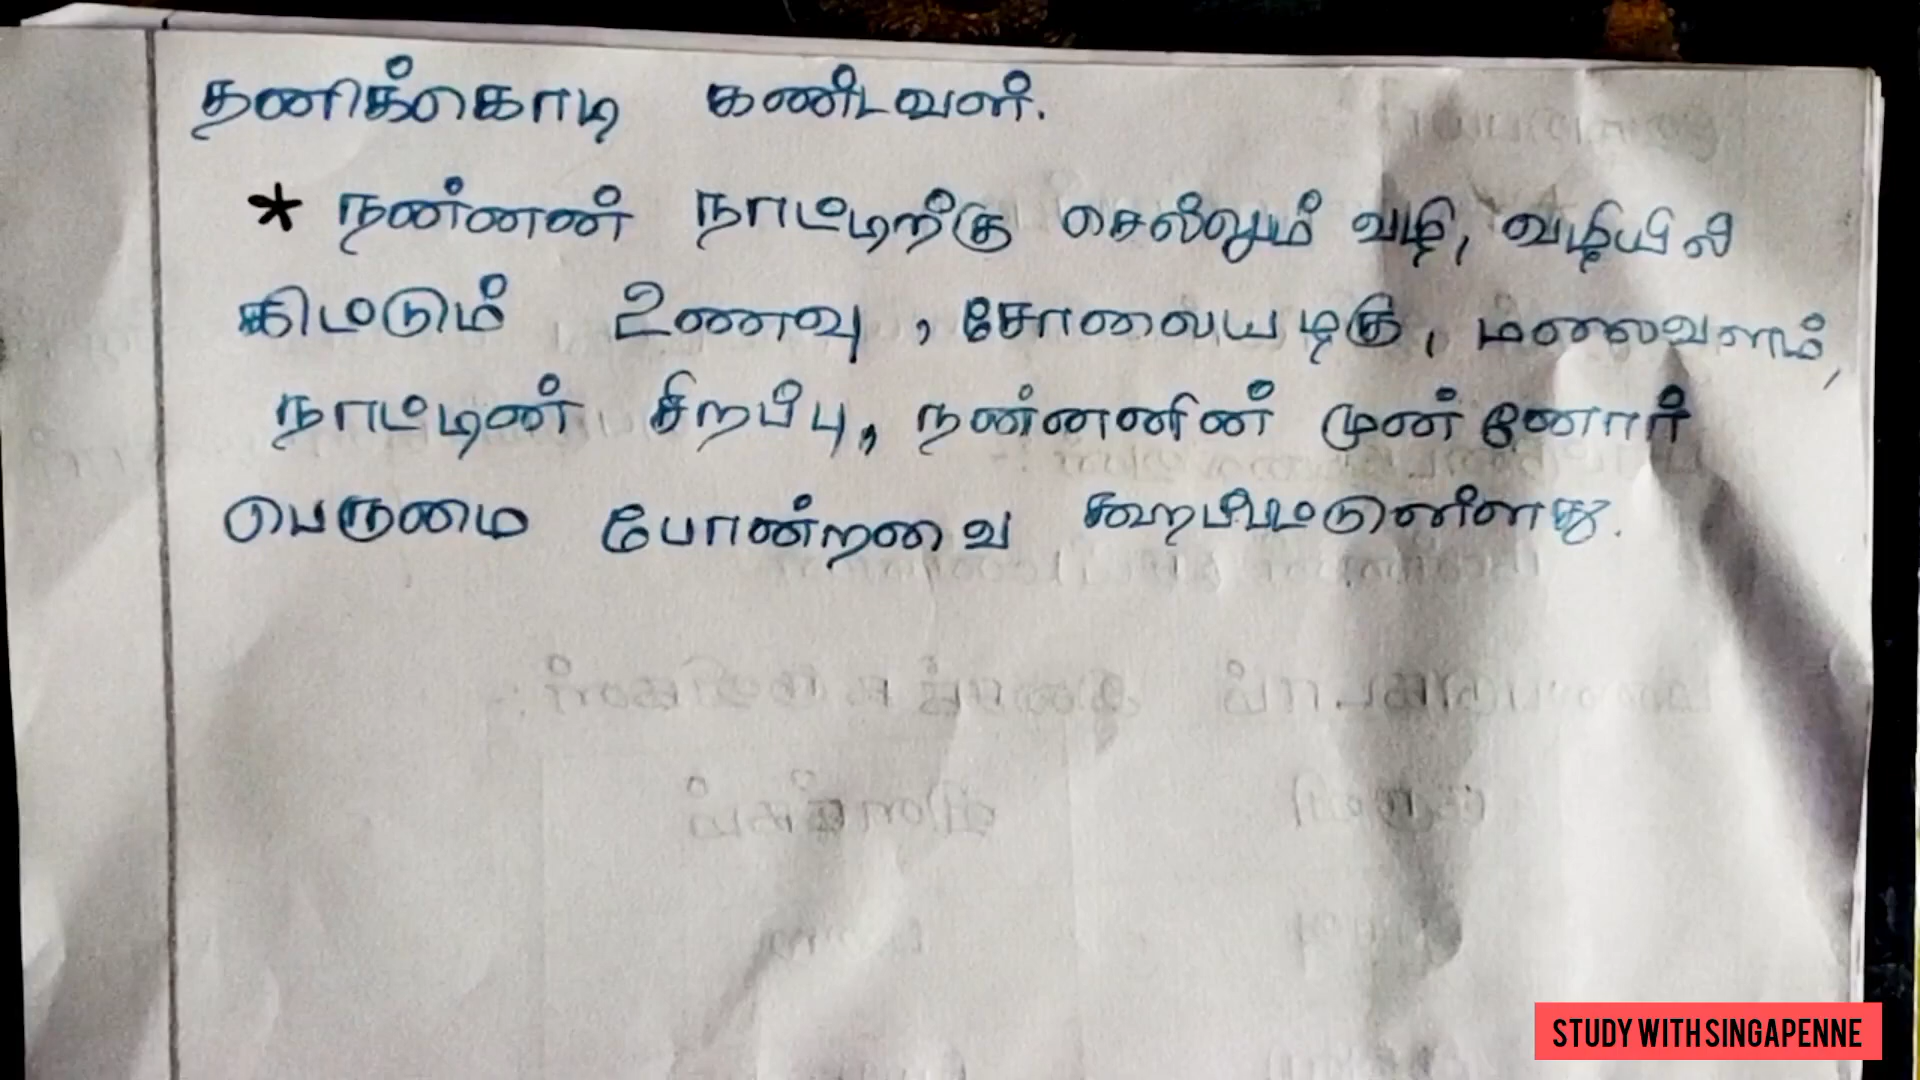 தனிக்கொடி கண்டவள்.
* நன்னன் நாட்டிற்கு செல்லும் வழி, வழியில்
கிடைடும் உணவு, சோலையழகு, மலைவளம்,
நாட்டின் சிறப்பு, நன்னனின் முன்னோர்
பெருமை போன்றவை கூறப்பட்டுள்ளது.
STUDY WITH SINGAPENNE